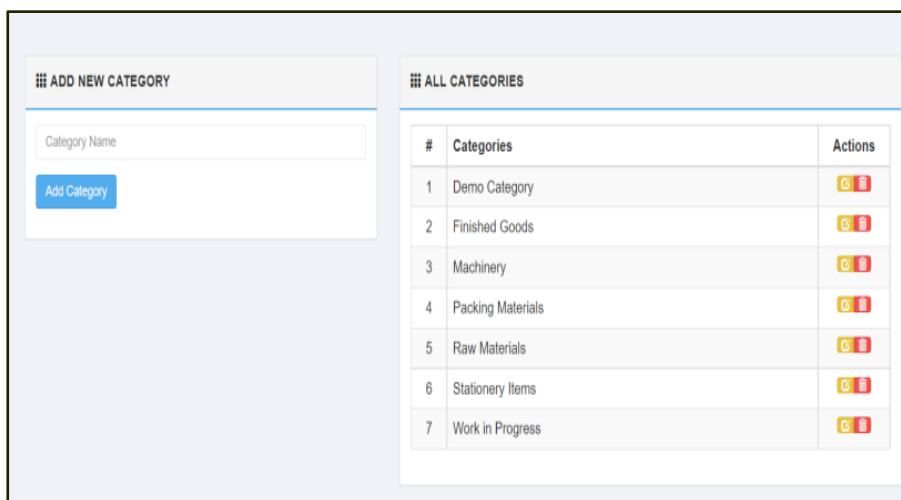 ADD NEW CATEGORY
Category Name
Add Category
ALL CATEGORIES
# Categories Actions
1 Demo Category
2 Finished Goods
3 Machinery
4 Packing Materials
5 Raw Materials
6 Stationery Items
7 Work in Progress